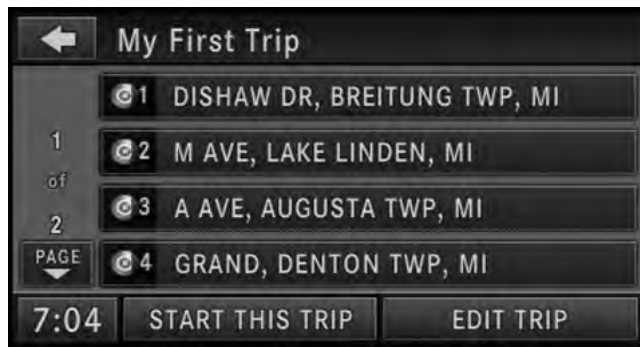 My First Trip
1 DISHAW DR, BREITUNG TWP, MI
2 M AVE, LAKE LINDEN, MI
3 A AVE, AUGUSTA TWP, MI
4 GRAND, DENTON TWP, MI
1
of
2
PAGE
7:04 START THIS TRIP EDIT TRIP